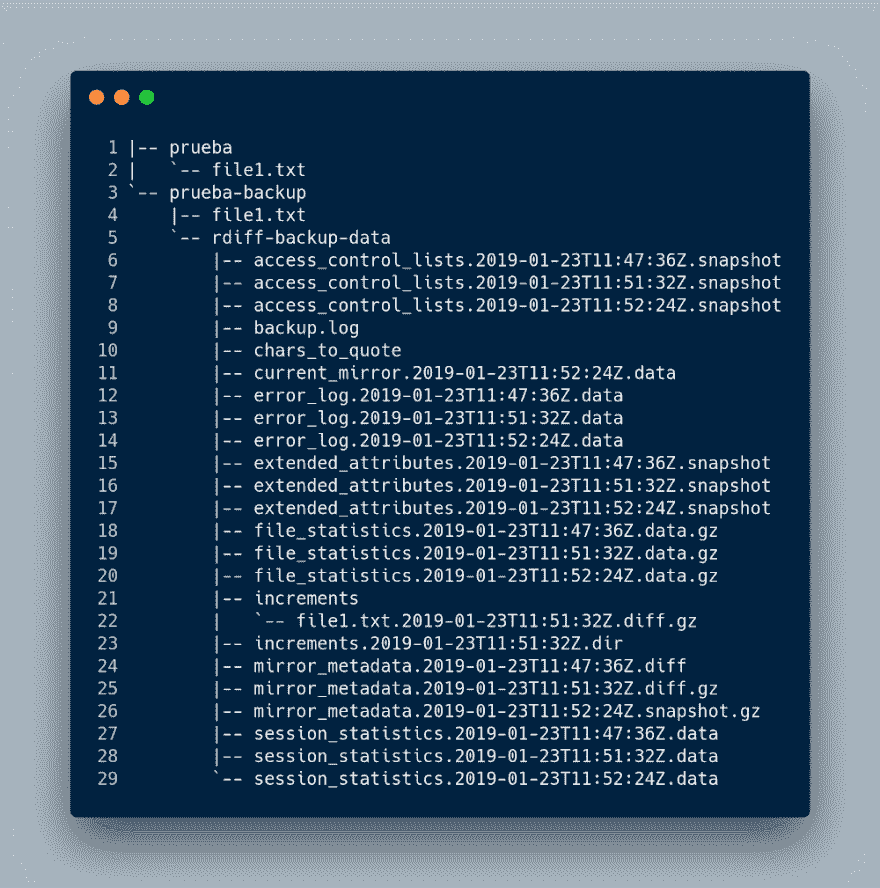 1 |-- prueba
2 |   `-- file1.txt
3 `-- prueba-backup
4     |-- file1.txt
5     `-- rdiff-backup-data
6         |-- access_control_lists.2019-01-23T11:47:36Z.snapshot
7         |-- access_control_lists.2019-01-23T11:51:32Z.snapshot
8         |-- access_control_lists.2019-01-23T11:52:24Z.snapshot
9         |-- backup.log
10         |-- chars_to_quote
11         |-- current_mirror.2019-01-23T11:52:24Z.data
12         |-- error_log.2019-01-23T11:47:36Z.data
13         |-- error_log.2019-01-23T11:51:32Z.data
14         |-- error_log.2019-01-23T11:52:24Z.data
15         |-- extended_attributes.2019-01-23T11:47:36Z.snapshot
16         |-- extended_attributes.2019-01-23T11:51:32Z.snapshot
17         |-- extended_attributes.2019-01-23T11:52:24Z.snapshot
18         |-- file_statistics.2019-01-23T11:47:36Z.data.gz
19         |-- file_statistics.2019-01-23T11:51:32Z.data.gz
20         |-- file_statistics.2019-01-23T11:52:24Z.data.gz
21         |-- increments
22         |   `-- file1.txt.2019-01-23T11:51:32Z.diff.gz
23         |-- increments.2019-01-23T11:51:32Z.dir
24         |-- mirror_metadata.2019-01-23T11:47:36Z.diff
25         |-- mirror_metadata.2019-01-23T11:51:32Z.diff.gz
26         |-- mirror_metadata.2019-01-23T11:52:24Z.snapshot.gz
27         |-- session_statistics.2019-01-23T11:47:36Z.data
28         |-- session_statistics.2019-01-23T11:51:32Z.data
29         `-- session_statistics.2019-01-23T11:52:24Z.data